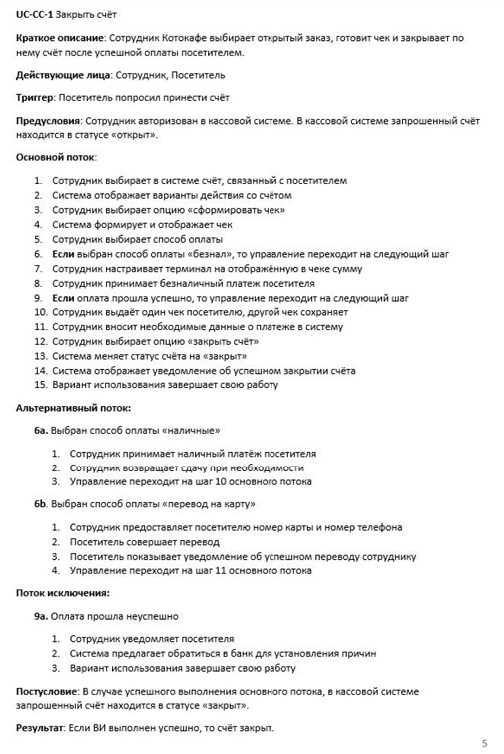 UC-CC-1 Закрыть счёт
Краткое описание: Сотрудник Котокафе выбирает открытый заказ, готовит чек и закрывает по
нему счёт после успешной оплаты посетителем.
Действующие лица: Сотрудник, Посетитель
Триггер: Посетитель попросил принести счёт
Предусловия: Сотрудник авторизован в кассовой системе. В кассовой системе запрошенный счёт
находится в статусе «открыт».
Основной поток:
1. Сотрудник выбирает в системе счёт, связанный с посетителем
2. Система отображает варианты действия со счётом
3. Сотрудник выбирает опцию «сформировать чек»
4. Система формирует и отображает чек
5. Сотрудник выбирает способ оплаты
6. Если выбран способ оплаты «безнал», то управление переходит на следующий шаг
7. Сотрудник настраивает терминал на отображённую в чеке сумму
8. Сотрудник принимает безналичный платеж посетителя
9. Если оплата прошла успешно, то управление переходит на следующий шаг
10. Сотрудник выдаёт один чек посетителю, другой чек сохраняет
11. Сотрудник вносит необходимые данные о платеже в систему
12. Сотрудник выбирает опцию «закрыть счёт»
13. Система меняет статус счёта на «закрыт»
14. Система отображает уведомление об успешном закрытии счёта
15. Вариант использования завершает свою работу
Альтернативный поток:
6а. Выбран способ оплаты «наличные»
1. Сотрудник принимает наличный платёж посетителя
2. Сотрудник возвращает сдачу при необходимости
3. Управление переходит на шаг 10 основного потока
6b. Выбран способ оплаты «перевод на карту»
1. Сотрудник предоставляет посетителю номер карты и номер телефона
2. Посетитель совершает перевод
3. Посетитель показывает уведомление об успешном переводу сотруднику
4. Управление переходит на шаг 11 основного потока
Поток исключения:
9а. Оплата прошла неуспешно
1. Сотрудник уведомляет посетителя
2. Система предлагает обратиться в банк для установления причин
3. Вариант использования завершает свою работу
Постусловие: В случае успешного выполнения основного потока, в кассовой системе
запрошенный счёт находится в статусе «закрыт».
Результат: Если ВИ выполнен успешно, то счёт закрыт.
5